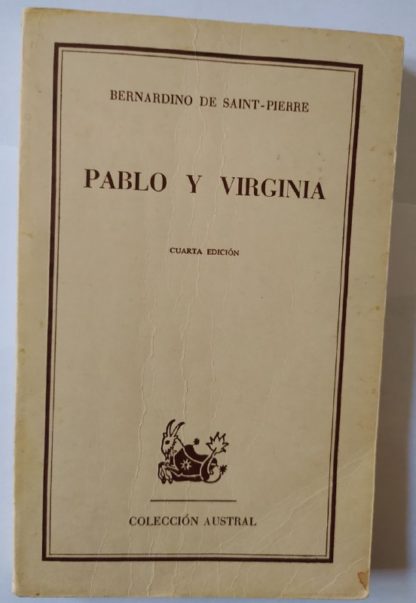 BERNARDINO DE SAINT-PIERRE
PABLO Y VIRGINIA
CUARTA EDICIÓN
COLECCIÓN AUSTRAL